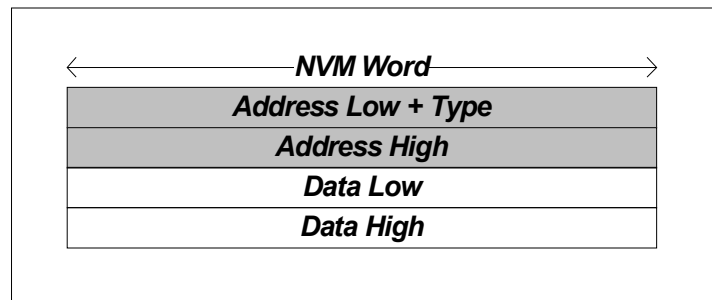 NVM Word
Address Low + Type
Address High
Data Low
Data High